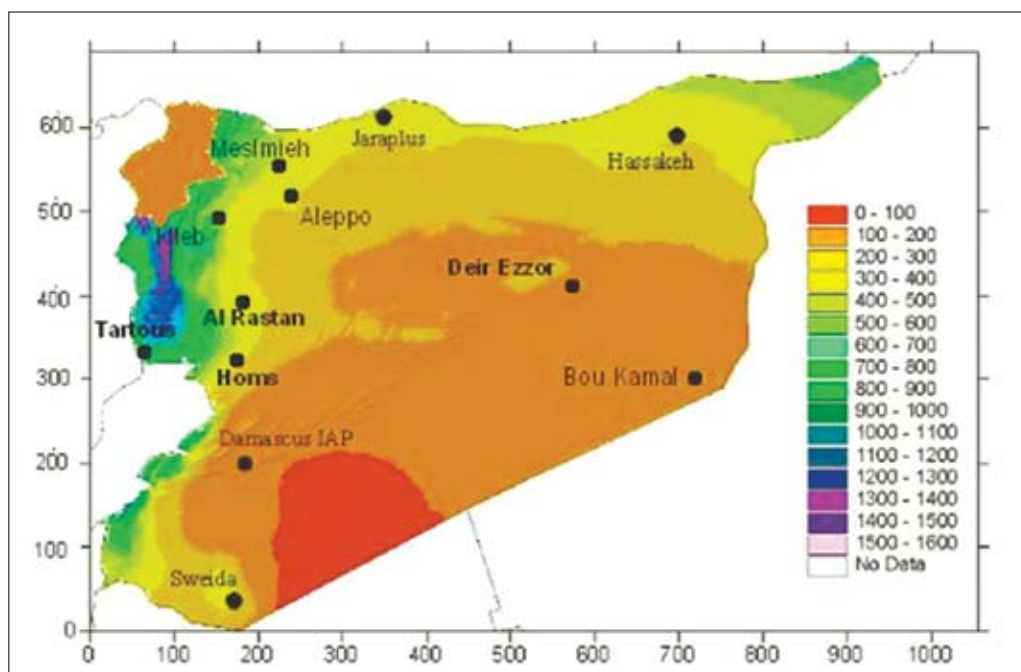 600
500
400
300
200
100
0
0 100 200 300 400 500 600 700 800 900 1000
Jaraplus
Meslmieh
Hassakeh
Aleppo
Deir Ezzor
Al Rastan
Tartous
Homs
Bou Kamal
Damascus IAP
Sweida
0 - 100
100 - 200
200 - 300
300 - 400
400 - 500
500 - 600
600 - 700
700 - 800
800 - 900
900 - 1000
1000 - 1100
1100 - 1200
1200 - 1300
1300 - 1400
1400 - 1500
1500 - 1600
No Data